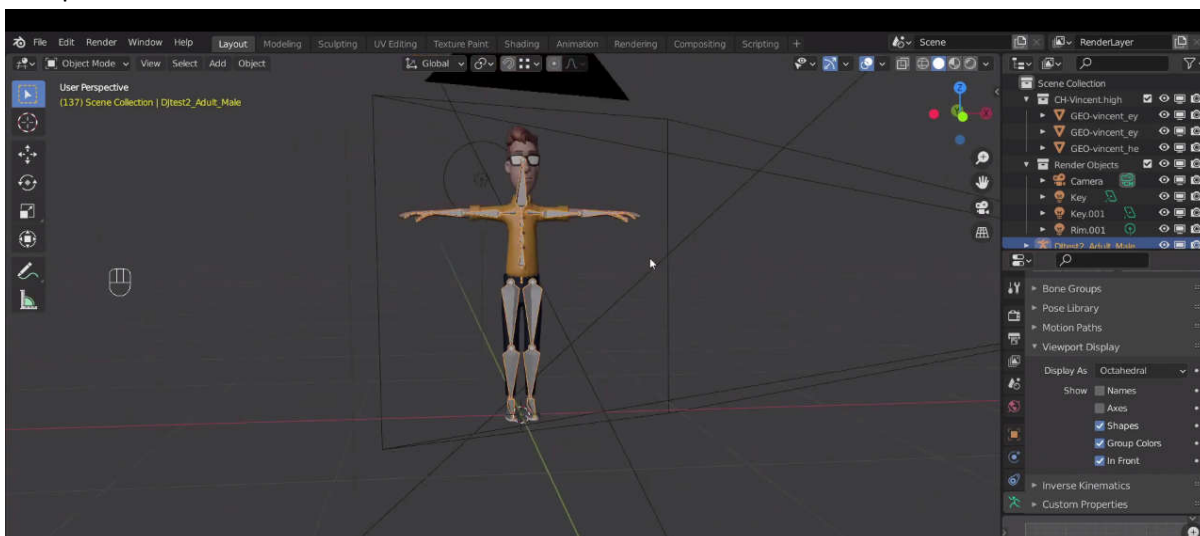 File Edit Render Window Help Layout Modeling Sculpting UV Editing Texture Paint Shading Animation Rendering Compositing Scripting + Scene RenderLayer
Object Mode View Select Add Object Global
User Perspective
(137) Scene Collection | DJtest2_Adult_Male
Scene Collection
CH-Vincent.high
GEO-vincent_ey
GEO-vincent_ey
GEO-vincent_he
Render Objects
Camera
Key
Key.001
Rim.001
DJtest2_Adult_Male
Bone Groups
Pose Library
Motion Paths
Viewport Display
Display As Octahedral
Show Names
Axes
Shapes
Group Colors
In Front
Inverse Kinematics
Custom Properties